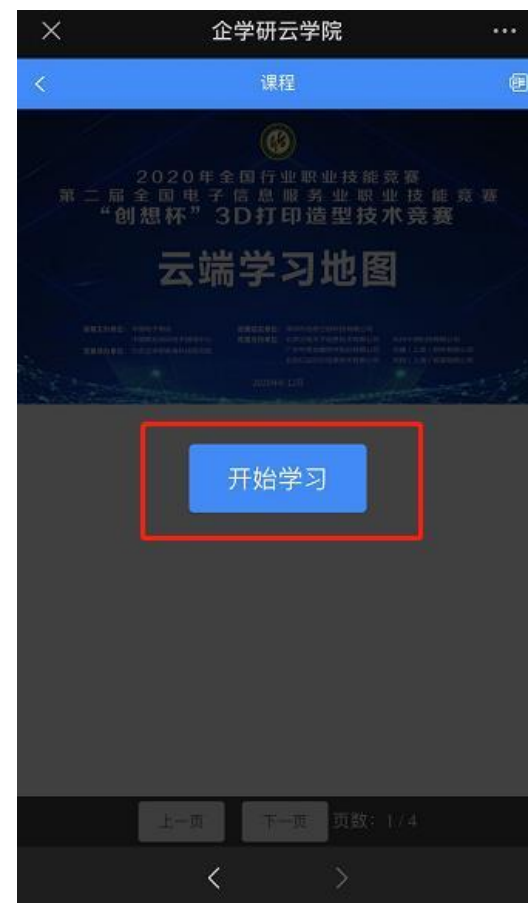 企学研云学院
课程
2020年全国行业职业技能竞赛
第二届全国电子信息服务业职业技能竞赛
“创想杯”3D打印造型技术竞赛
云端学习地图
开始学习
上一页 下一页 页数: 1/4